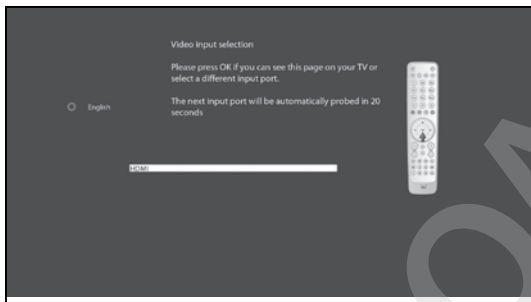 Video input selection
Please press OK if you can see this page on your TV or
select a different input port.
English
The next input port will be automatically probed in 20
seconds
HDMI